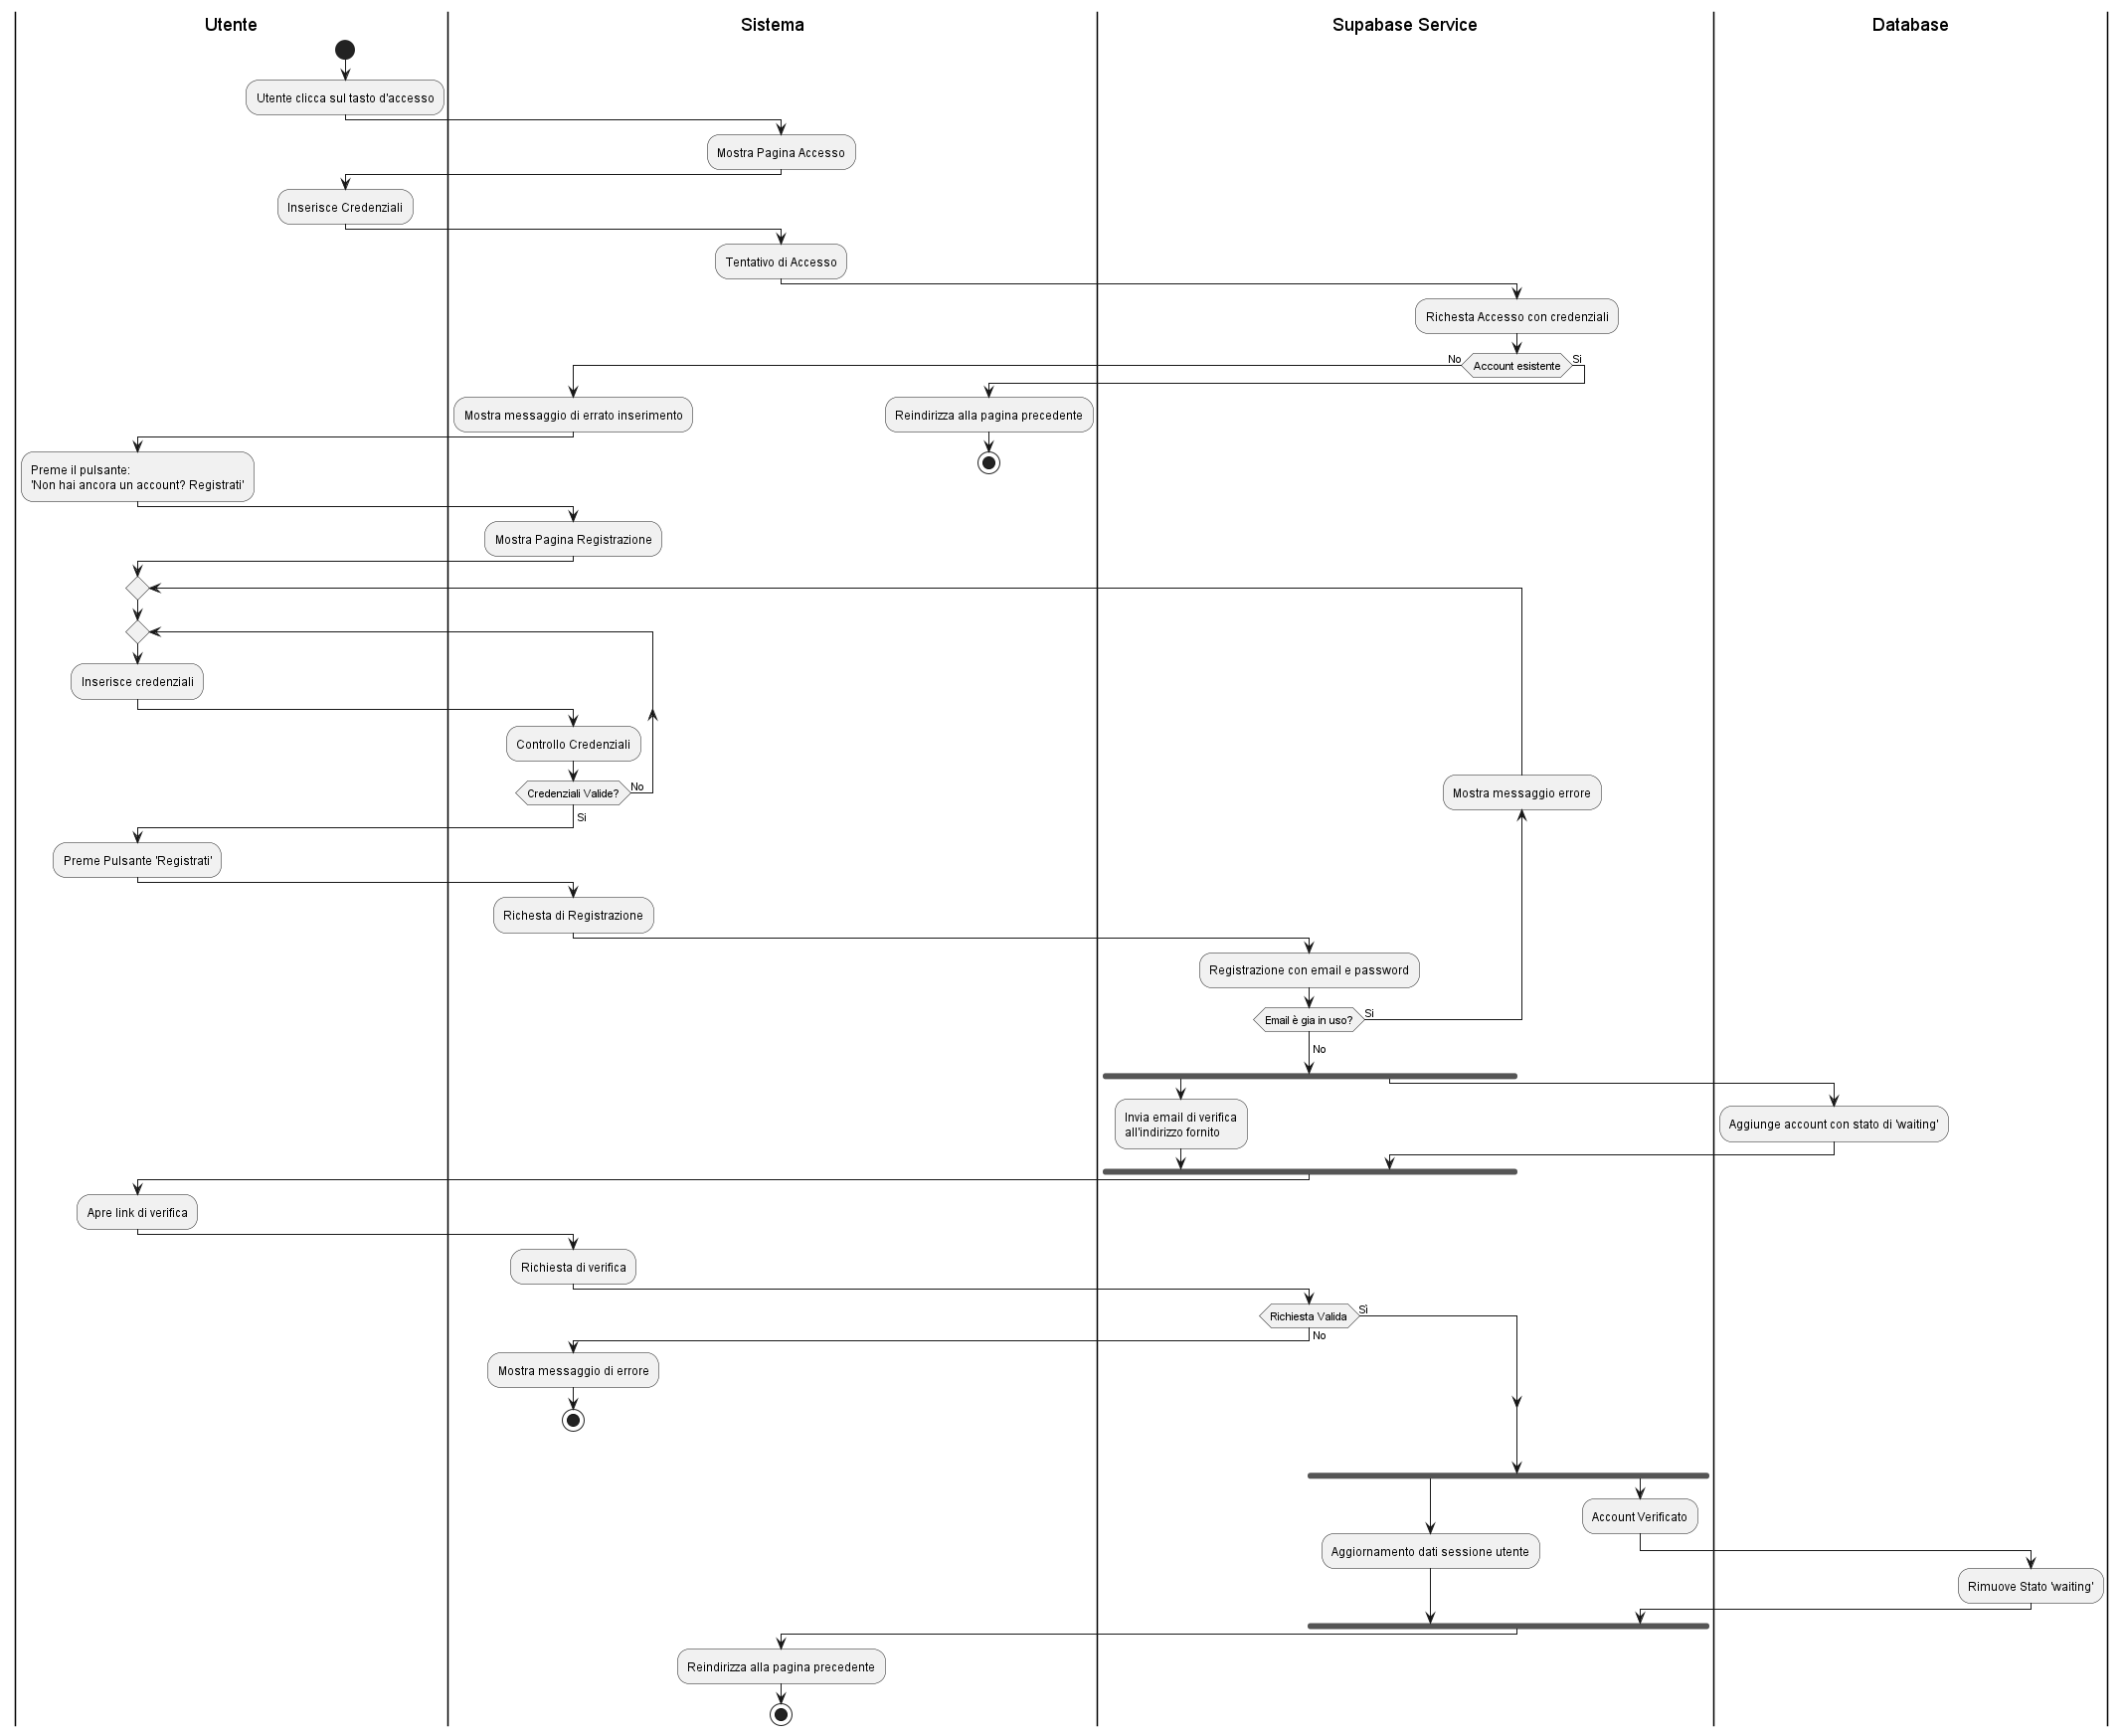 Utente
Sistema
Supabase Service
Database
Utente clicca sul tasto d'accesso
Mostra Pagina Accesso
Inserisce Credenziali
Tentativo di Accesso
Richesta Accesso con credenziali
No
Account esistente
Si
Mostra messaggio di errato inserimento
Reindirizza alla pagina precedente
Preme il pulsante:
'Non hai ancora un account? Registrati'
Mostra Pagina Registrazione
Inserisce credenziali
Controllo Credenziali
Credenziali Valide?
No
Mostra messaggio errore
Si
Preme Pulsante 'Registrati'
Richesta di Registrazione
Registrazione con email e password
Email è gia in uso?
Si
No
Invia email di verifica
all'indirizzo fornito
Aggiunge account con stato di 'waiting'
Apre link di verifica
Richiesta di verifica
Richiesta Valida
Sì
No
Mostra messaggio di errore
Account Verificato
Aggiornamento dati sessione utente
Rimuove Stato 'waiting'
Reindirizza alla pagina precedente